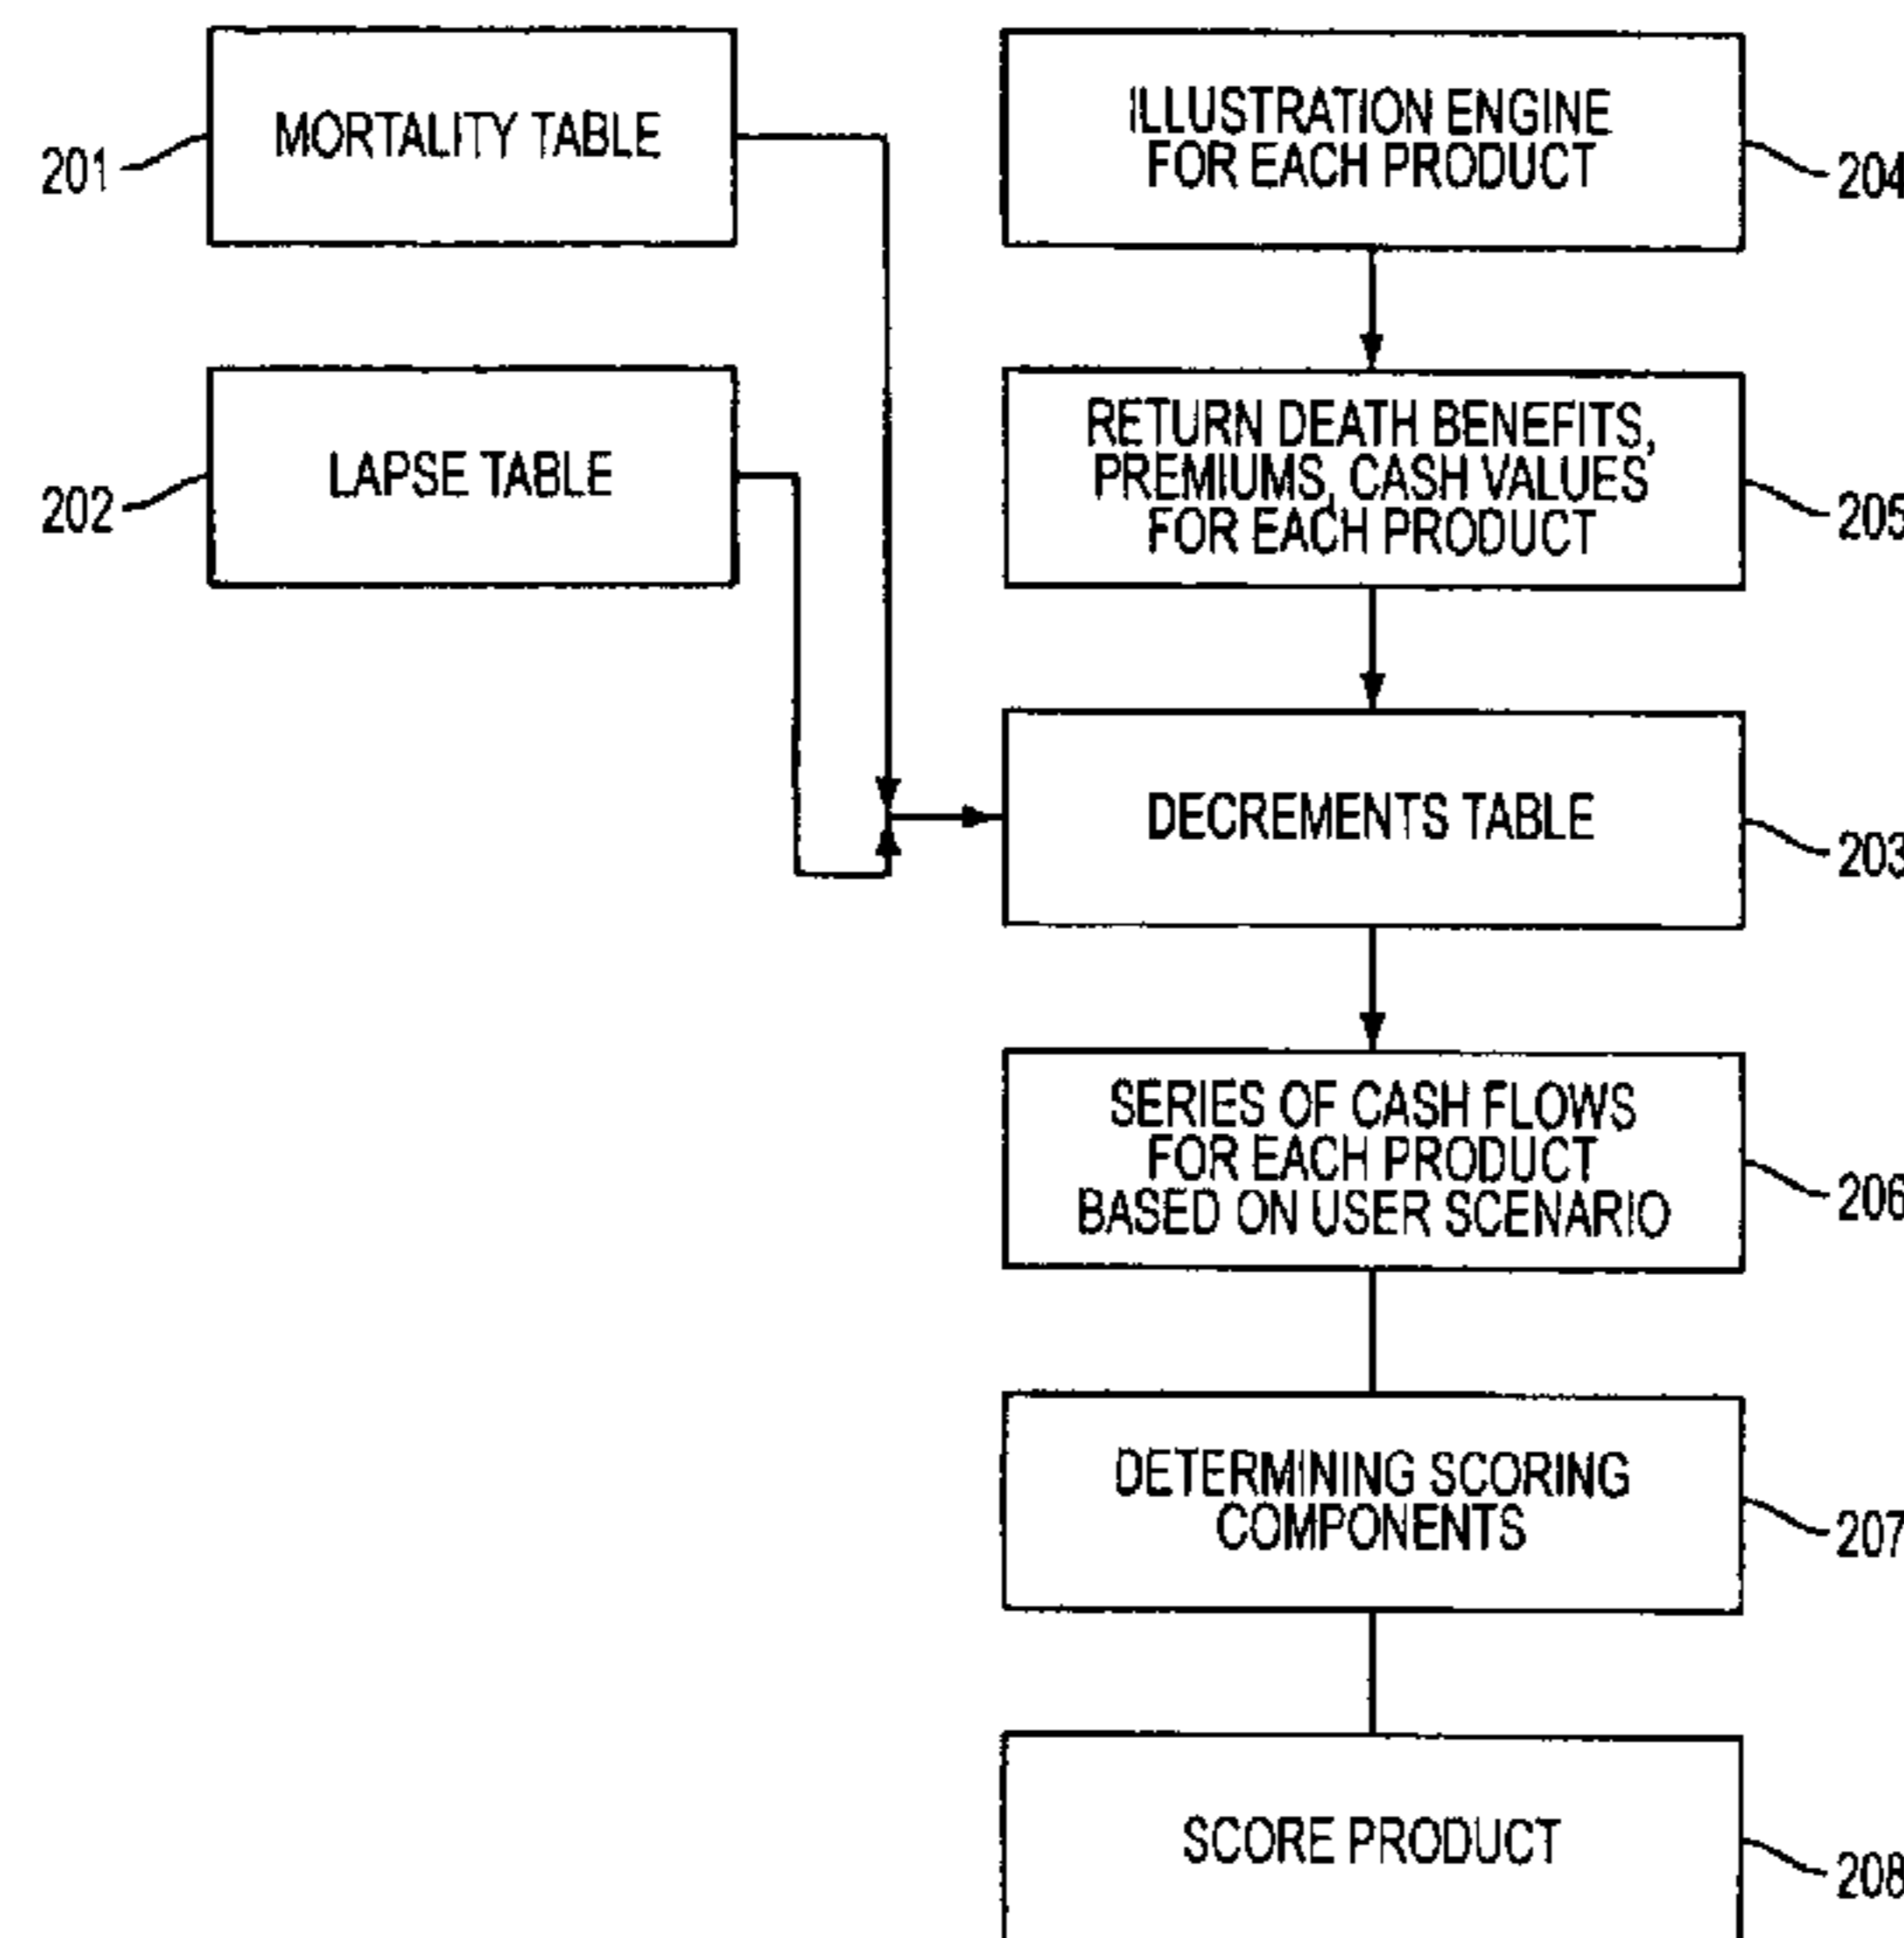 MORTALITY TABLE
201
LAPSE TABLE
202
ILLUSTRATION ENGINE
FOR EACH PRODUCT
204
RETURN DEATH BENEFITS,
PREMIUMS, CASH VALUES
FOR EACH PRODUCT
205
DECREMENTS TABLE
203
SERIES OF CASH FLOWS
FOR EACH PRODUCT
BASED ON USER SCENARIO
206
DETERMINING SCORING
COMPONENTS
207
SCORE PRODUCT
208